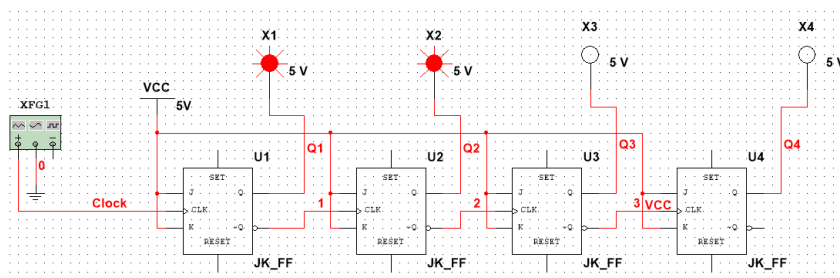 X1
X2
X3
X4
5 V
5 V
5 V
5 V
VCC
5V
XFG1
0
Clock
U1
U2
U3
U4
Q1
Q2
Q3
Q4
SET
J
Q
CLK
K
~Q
RESET
JK_FF
1
SET
J
Q
CLK
K
~Q
RESET
JK_FF
2
SET
J
Q
CLK
K
~Q
RESET
JK_FF
3
VCC
SET
J
Q
CLK
K
~Q
RESET
JK_FF